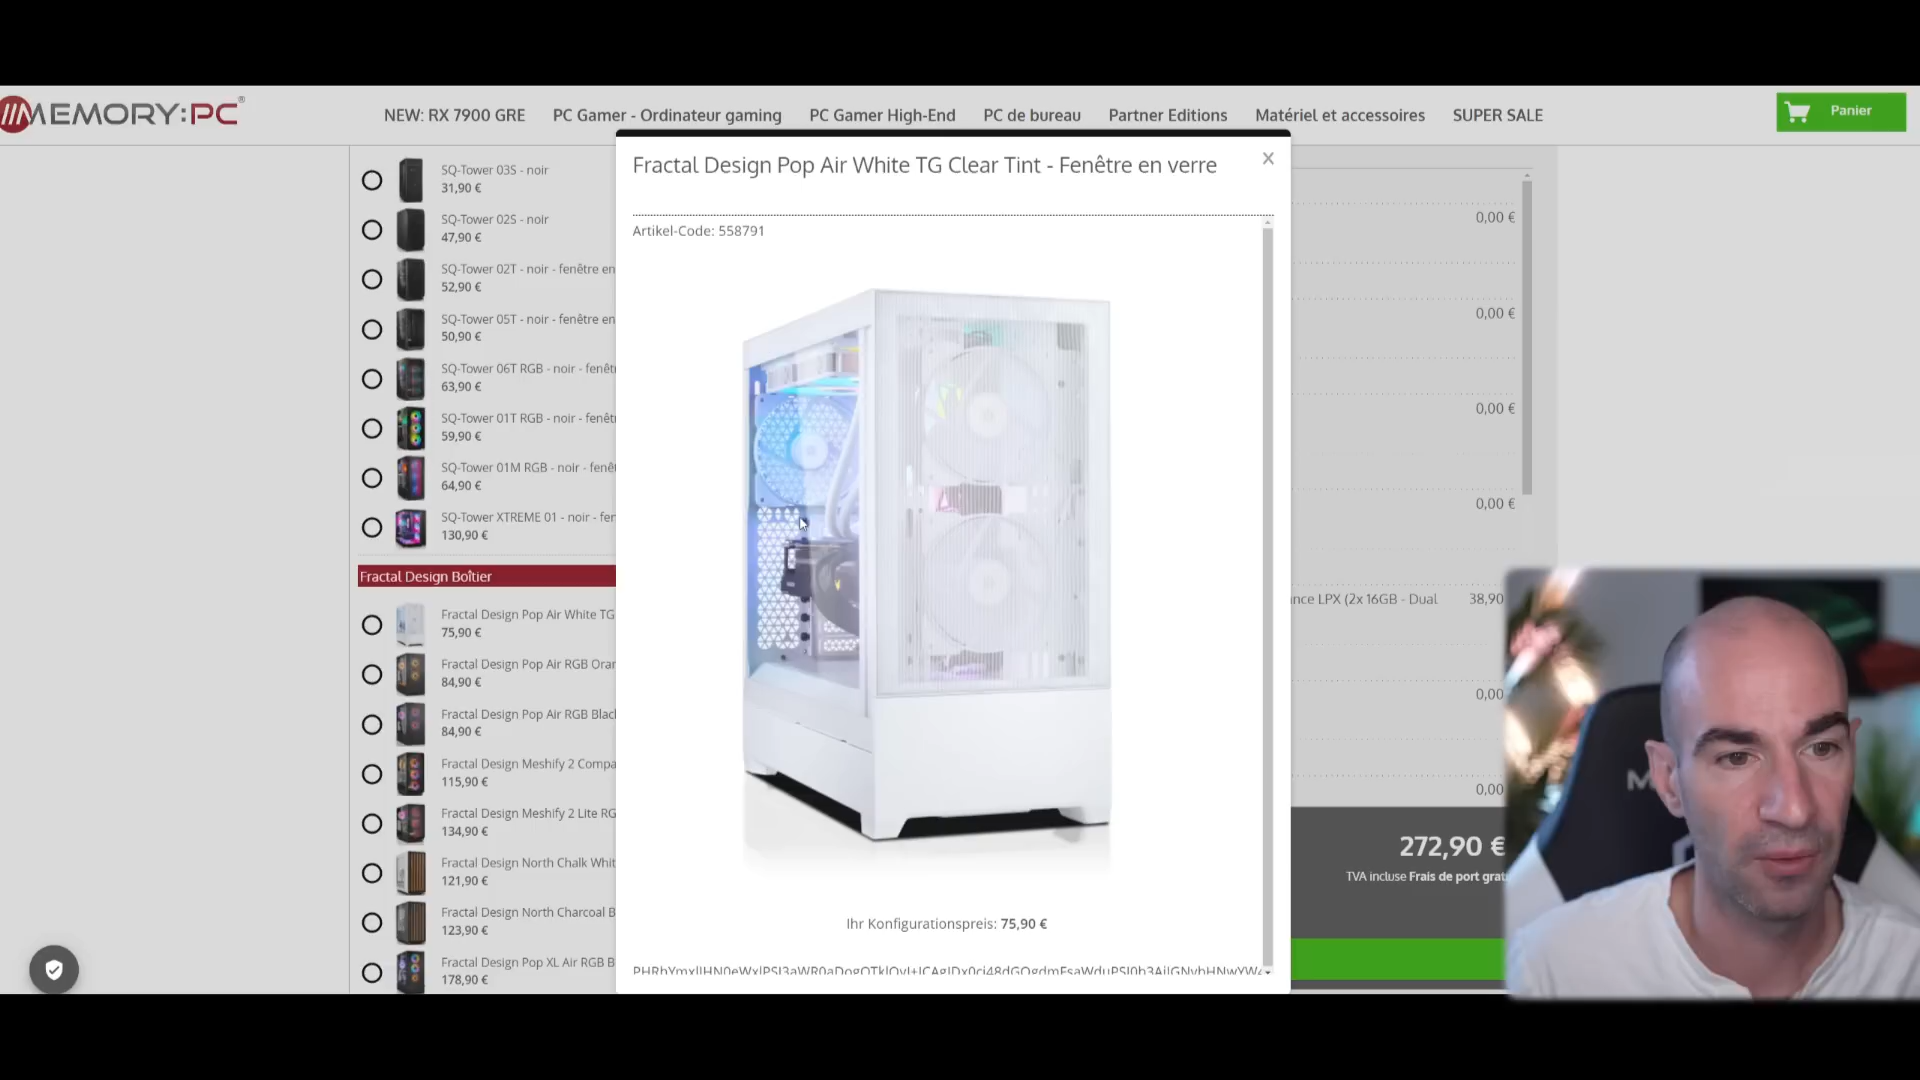 MEMORY:PC®
NEW: RX 7900 GRE
PC Gamer - Ordinateur gaming
PC Gamer High-End
PC de bureau
Partner Editions
Matériel et accessoires
SUPER SALE
Panier
SQ-Tower 03S - noir
31,90 €
SQ-Tower 02S - noir
47,90 €
SQ-Tower 02T - noir - fenêtre en
52,90 €
SQ-Tower 05T - noir - fenêtre en
50,90 €
SQ-Tower 06T RGB - noir - fenêt
63,90 €
SQ-Tower 01T RGB - noir - fenêt
59,90 €
SQ-Tower 01M RGB - noir - fenê
64,90 €
SQ-Tower XTREME 01 - noir - fen
130,90 €
Fractal Design Boîtier
Fractal Design Pop Air White TG
75,90 €
Fractal Design Pop Air RGB Oran
84,90 €
Fractal Design Pop Air RGB Black
84,90 €
Fractal Design Meshify 2 Compa
115,90 €
Fractal Design Meshify 2 Lite RG
134,90 €
Fractal Design North Chalk Whit
121,90 €
Fractal Design North Charcoal B
123,90 €
Fractal Design Pop XL Air RGB B
178,90 €
Fractal Design Pop Air White TG Clear Tint - Fenêtre en verre
X
Artikel-Code: 558791
Ihr Konfigurationspreis: 75,90 €
0,00 €
0,00 €
0,00 €
0,00 €
nce LPX (2x 16GB - Dual
38,90
0,00
0,00
272,90 €
TVA incluse Frais de port grat